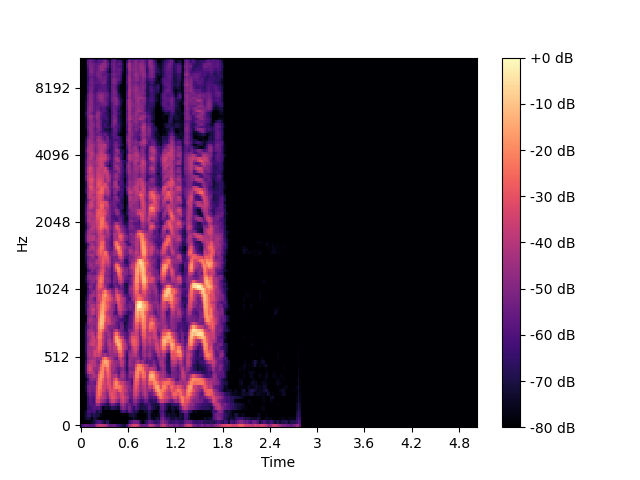 +0 dB
8192
-10 dB
4096
-20 dB
-30 dB
2048
Hz
-40 dB
1024
-50 dB
512
-60 dB
-70 dB
0
-80 dB
0 0.6 1.2 1.8 2.4 3 3.6 4.2 4.8
Time